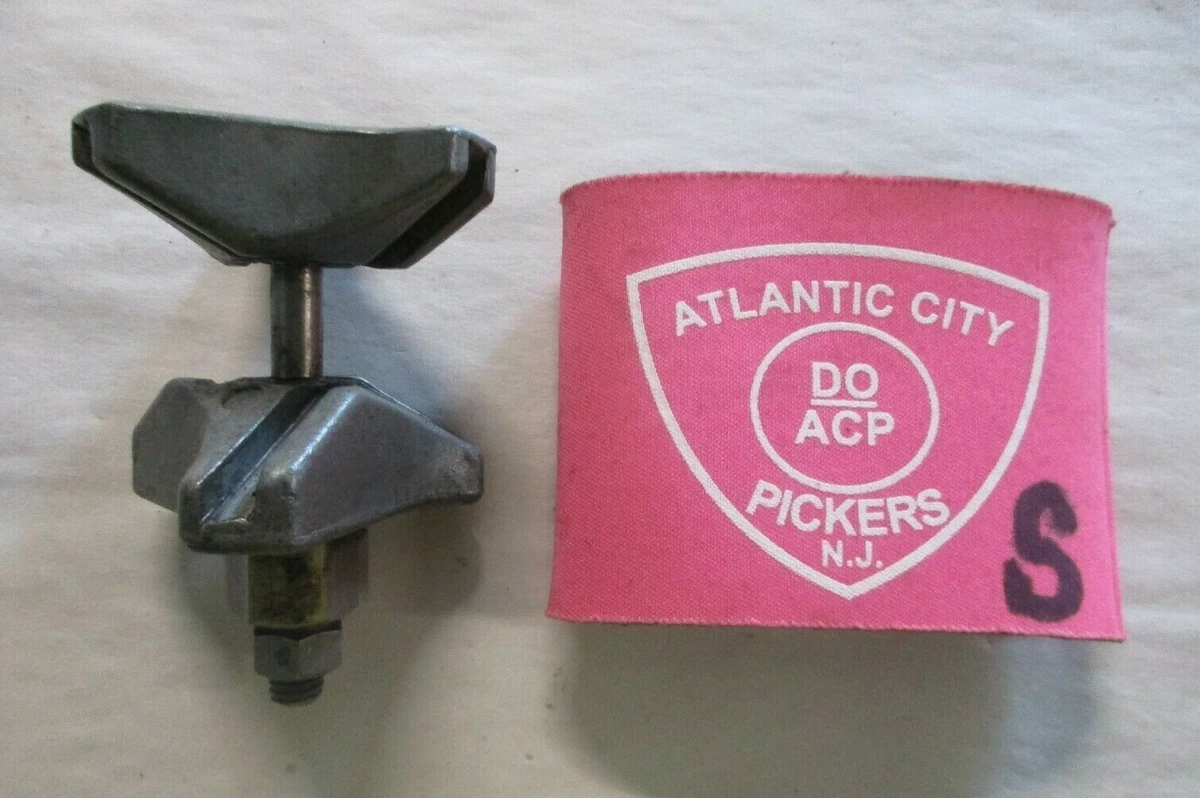 ATLANTIC CITY
DO
ACP
PICKERS
N.J.
S